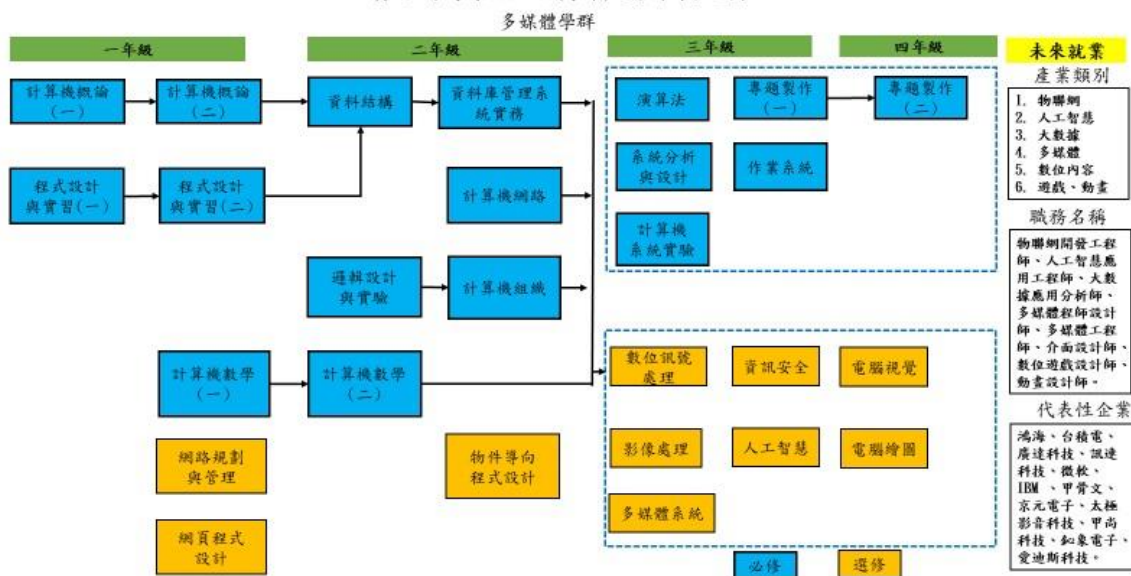 多媒體學群
一年級
二年級
三年級
四年級
未來就業
計算機概論
(一)
計算機概論
(二)
資料結構
資料庫管理系
統實務
演算法
專題製作
(一)
專題製作
(二)
程式設計
與實習(一)
程式設計
與實習(二)
計算機網路
系統分析
與設計
作業系統
計算機
系統實驗
邏輯設計
與實驗
計算機組織
計算機數學
(一)
計算機數學
(二)
數位訊號
處理
資訊安全
電腦視覺
網路規劃
與管理
物件導向
程式設計
影像處理
人工智慧
電腦繪圖
網頁程式
設計
多媒體系統
必修
選修
產業類別
1. 物聯網
2. 人工智慧
3. 大數據
4. 多媒體
5. 數位內容
6. 遊戲、動畫
職務名稱
物聯網開發工程
師、人工智慧應
用工程師、大數
據應用分析師、
多媒體程師設計
師、多媒體工程
師、介面設計師、
數位遊戲設計師、
動畫設計師。
代表性企業
鴻海、台積電、
廣達科技、訊連
科技、微軟、
IBM 、甲骨文、
京元電子、太極
影音科技、甲尚
科技、鈊象電子、
愛迪斯科技。